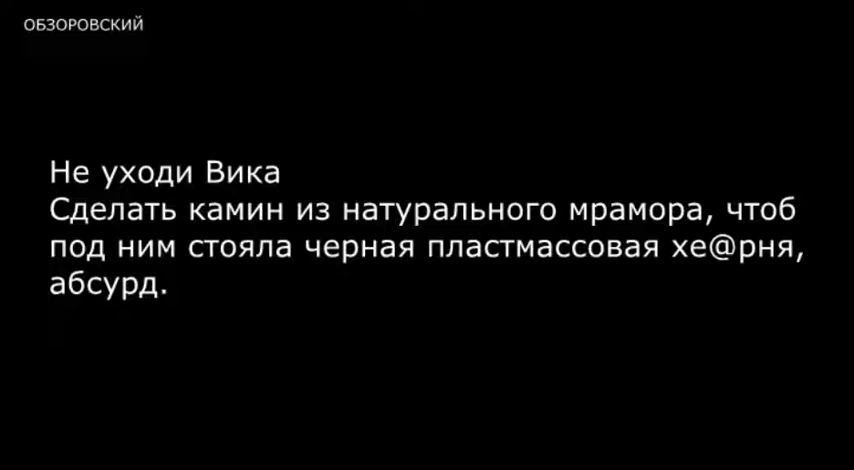 ОБЗОРОВСКИЙ
Не уходи Вика
Сделать камин из натурального мрамора, чтоб
под ним стояла черная пластмассовая хе@рня,
абсурд.